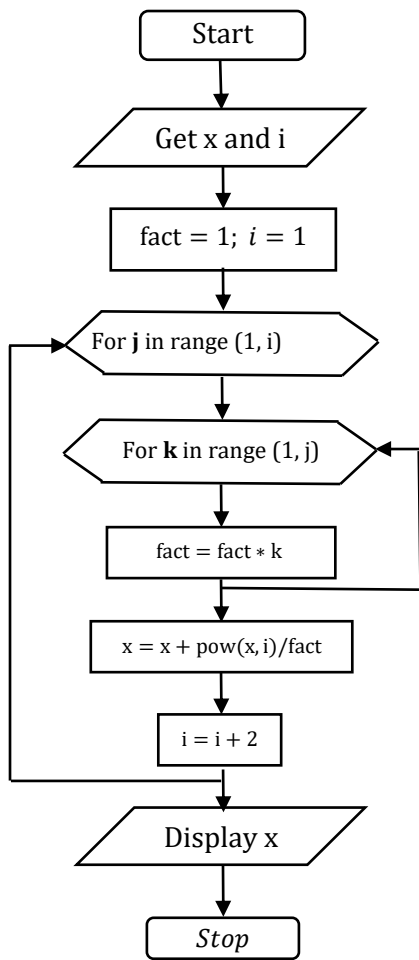 Start
Get x and i
fact = 1; i = 1
For j in range (1, i)
For k in range (1, j)
fact = fact ∗ k
x = x + pow(x, i)/fact
i = i + 2
Display x
Stop